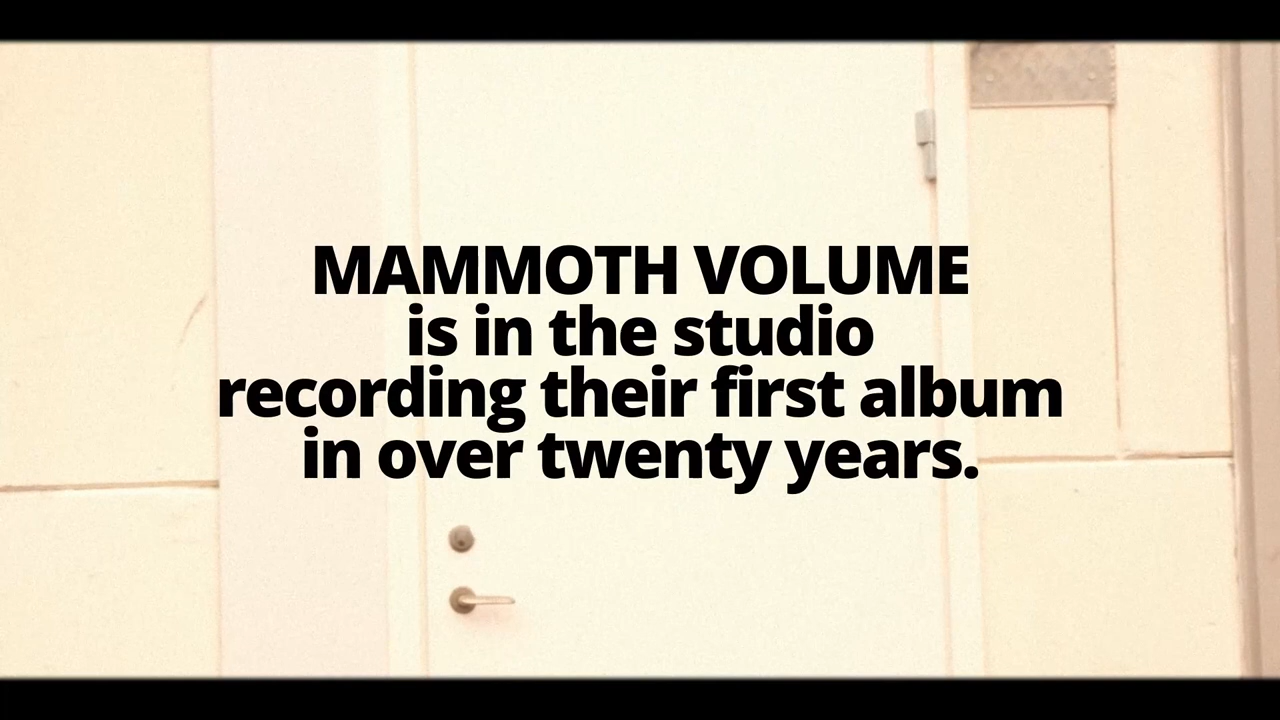 MAMMOTH VOLUME
is in the studio
recording their first album
in over twenty years.